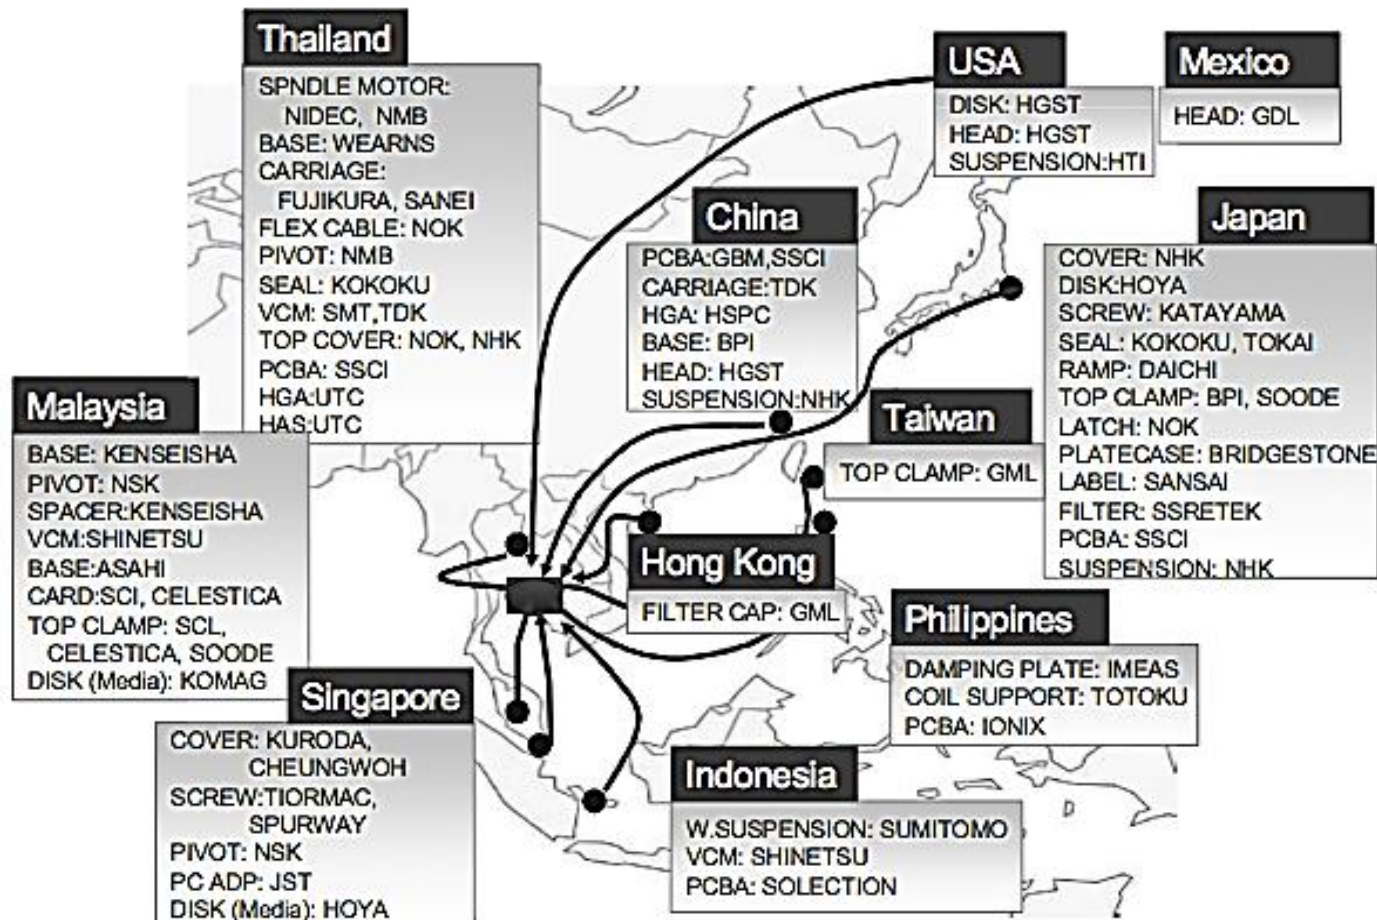 Thailand
SPNDLE MOTOR:
NIDEC, NMB
BASE: WEARNS
CARRIAGE:
FUJIKURA, SANEI
FLEX CABLE: NOK
PIVOT: NMB
SEAL: KOKOKU
VCM: SMT,TDK
TOP COVER: NOK, NHK
PCBA: SSCI
HGA:UTC
HAS:UTC
USA
DISK: HGST
HEAD: HGST
SUSPENSION:HTI
Mexico
HEAD: GDL
China
PCBA:GBM,SSCI
CARRIAGE:TDK
HGA: HSPC
BASE: BPI
HEAD: HGST
SUSPENSION:NHK
Japan
COVER: NHK
DISK:HOYA
SCREW: KATAYAMA
SEAL: KOKOKU, TOKAI
RAMP: DAICHI
TOP CLAMP: BPI, SOODE
LATCH: NOK
PLATECASE: BRIDGESTONE
LABEL: SANSAI
FILTER: SSRETEK
PCBA: SSCI
SUSPENSION: NHK
Malaysia
BASE: KENSEISHA
PIVOT: NSK
SPACER:KENSEISHA
VCM:SHINETSU
BASE:ASAHI
CARD:SCI, CELESTICA
TOP CLAMP: SCL,
CELESTICA, SOODE
DISK (Media): KOMAG
Taiwan
TOP CLAMP: GML
Hong Kong
FILTER CAP: GML
Philippines
DAMPING PLATE: IMEAS
COIL SUPPORT: TOTOKU
PCBA: IONIX
Singapore
COVER: KURODA,
CHEUNGWOH
SCREW:TIORMAC,
SPURWAY
PIVOT: NSK
PC ADP: JST
DISK (Media): HOYA
Indonesia
W.SUSPENSION: SUMITOMO
VCM: SHINETSU
PCBA: SOLECTION